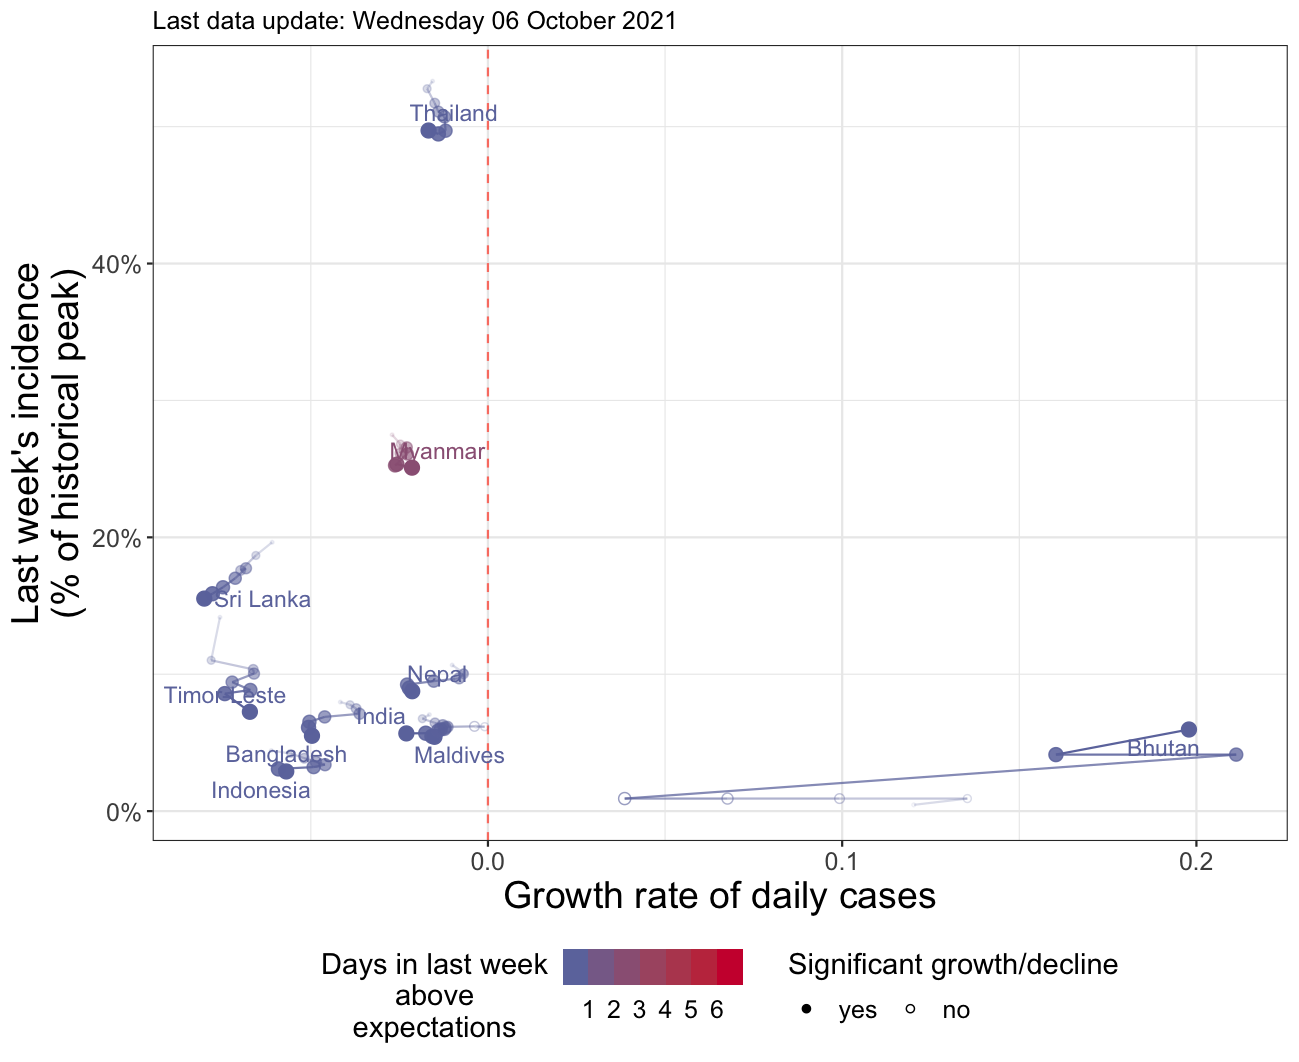 Last data update: Wednesday 06 October 2021
Thailand
40%
Myanmar
20%
Sri Lanka
Nepal
Timor-Leste
India
Bangladesh
Maldives
Bhutan
Indonesia
0%
0.0
0.1
0.2
Last week's incidence
(% of historical peak)
Growth rate of daily cases
Days in last week
above
expectations
1 2 3 4 5 6
Significant growth/decline
yes
no